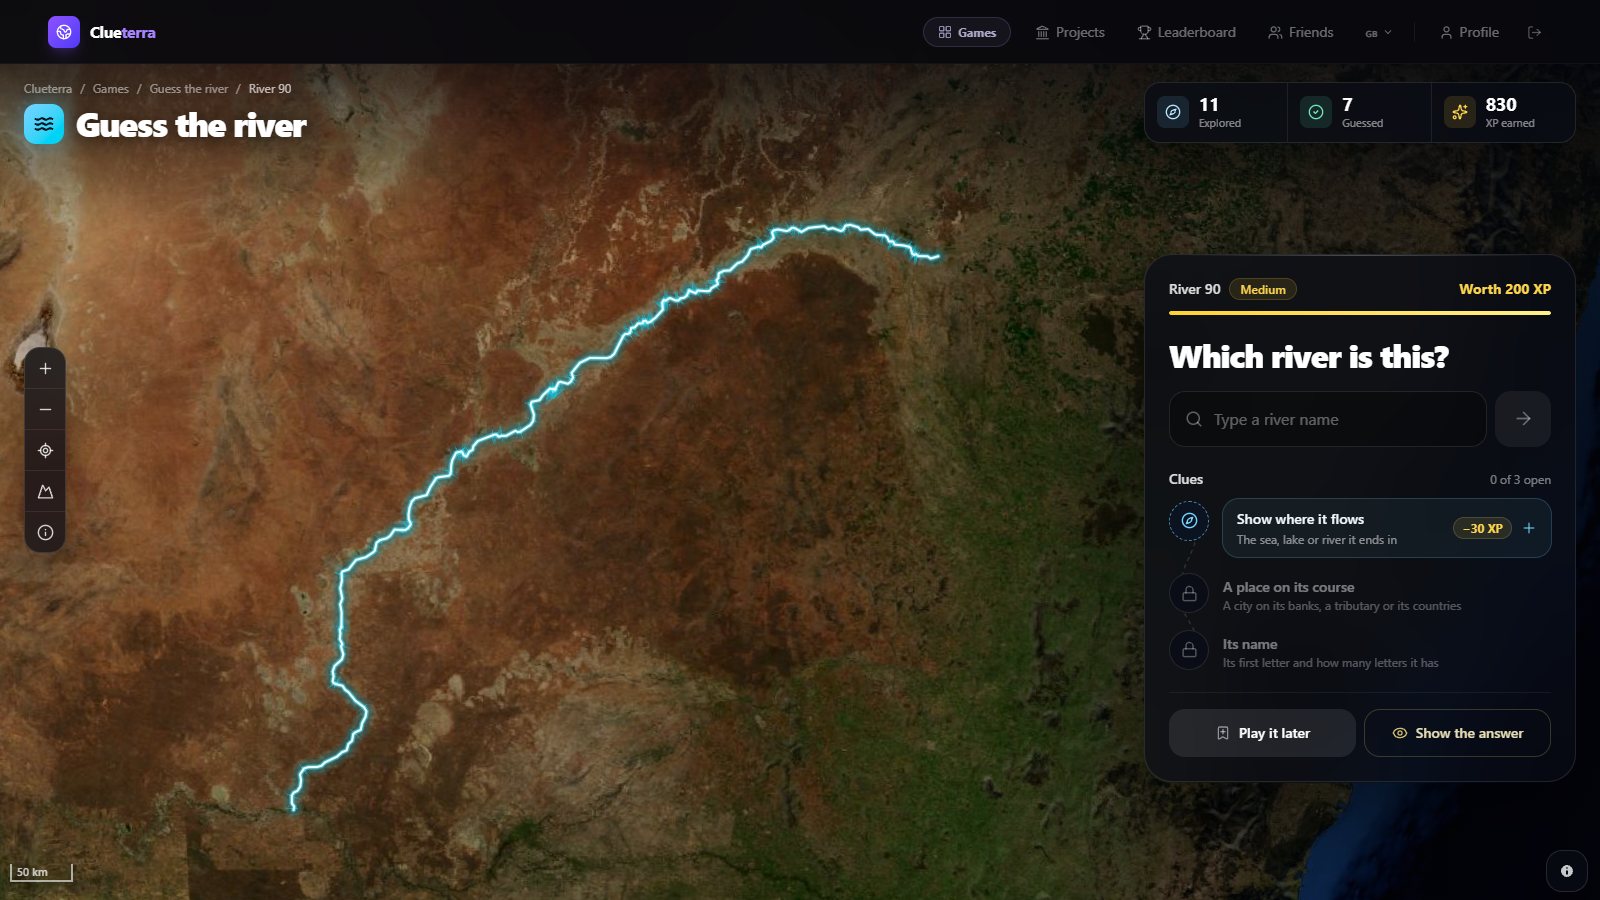 Clueterra
Games
Projects
Leaderboard
Friends
GB
Profile
Clueterra / Games / Guess the river / River 90
Guess the river
11
Explored
7
Guessed
830
XP earned
River 90
Medium
Worth 200 XP
Which river is this?
Type a river name
Clues
0 of 3 open
Show where it flows
The sea, lake or river it ends in
−30 XP
A place on its course
A city on its banks, a tributary or its countries
Its name
Its first letter and how many letters it has
Play it later
Show the answer
50 km